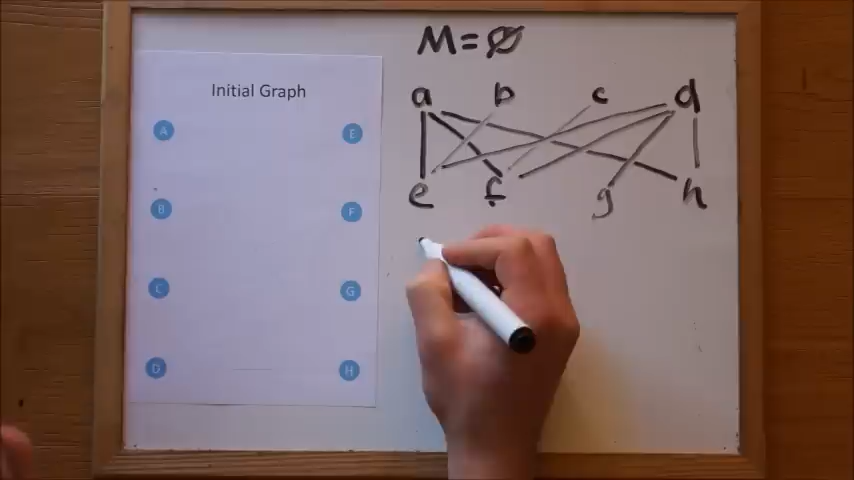 M=∅
Initial Graph
A E
B F
C G
D H
a b c d
e f g h